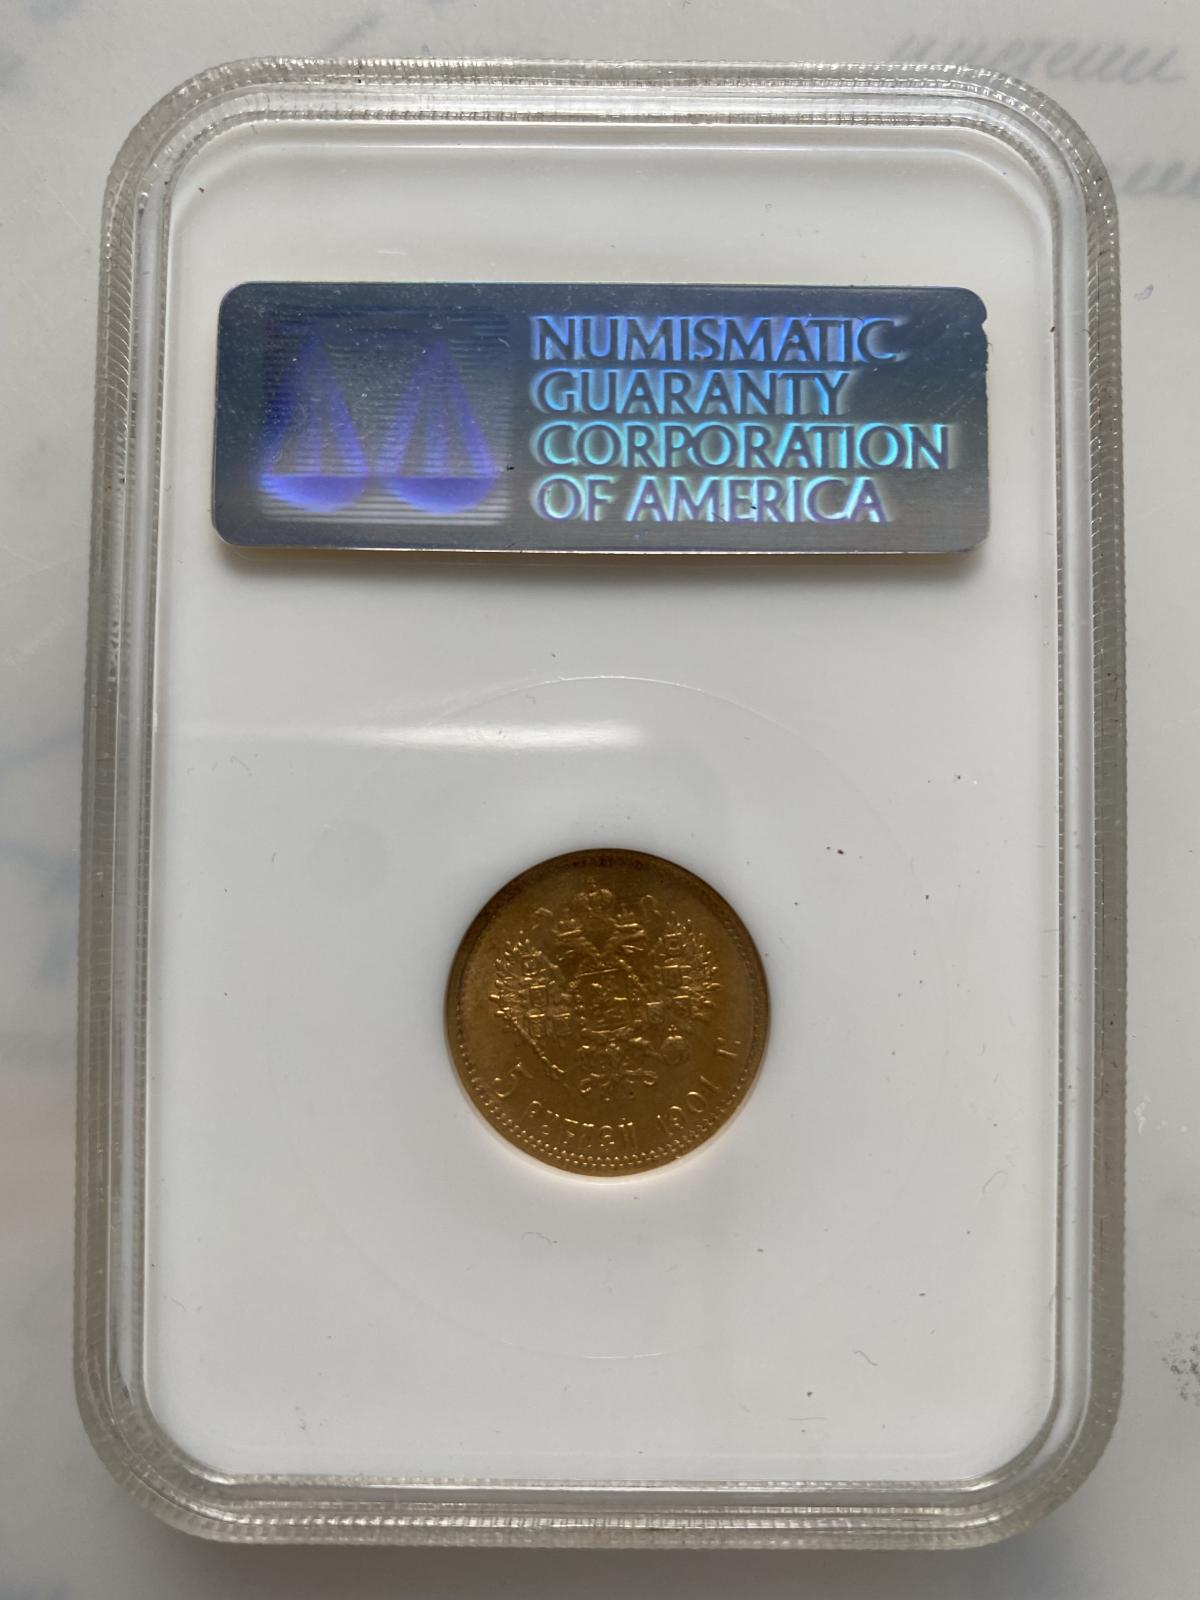 NUMISMATIC
GUARANTY
CORPORATION
OF AMERICA
5 РУБЛЕЙ 1901 Г.